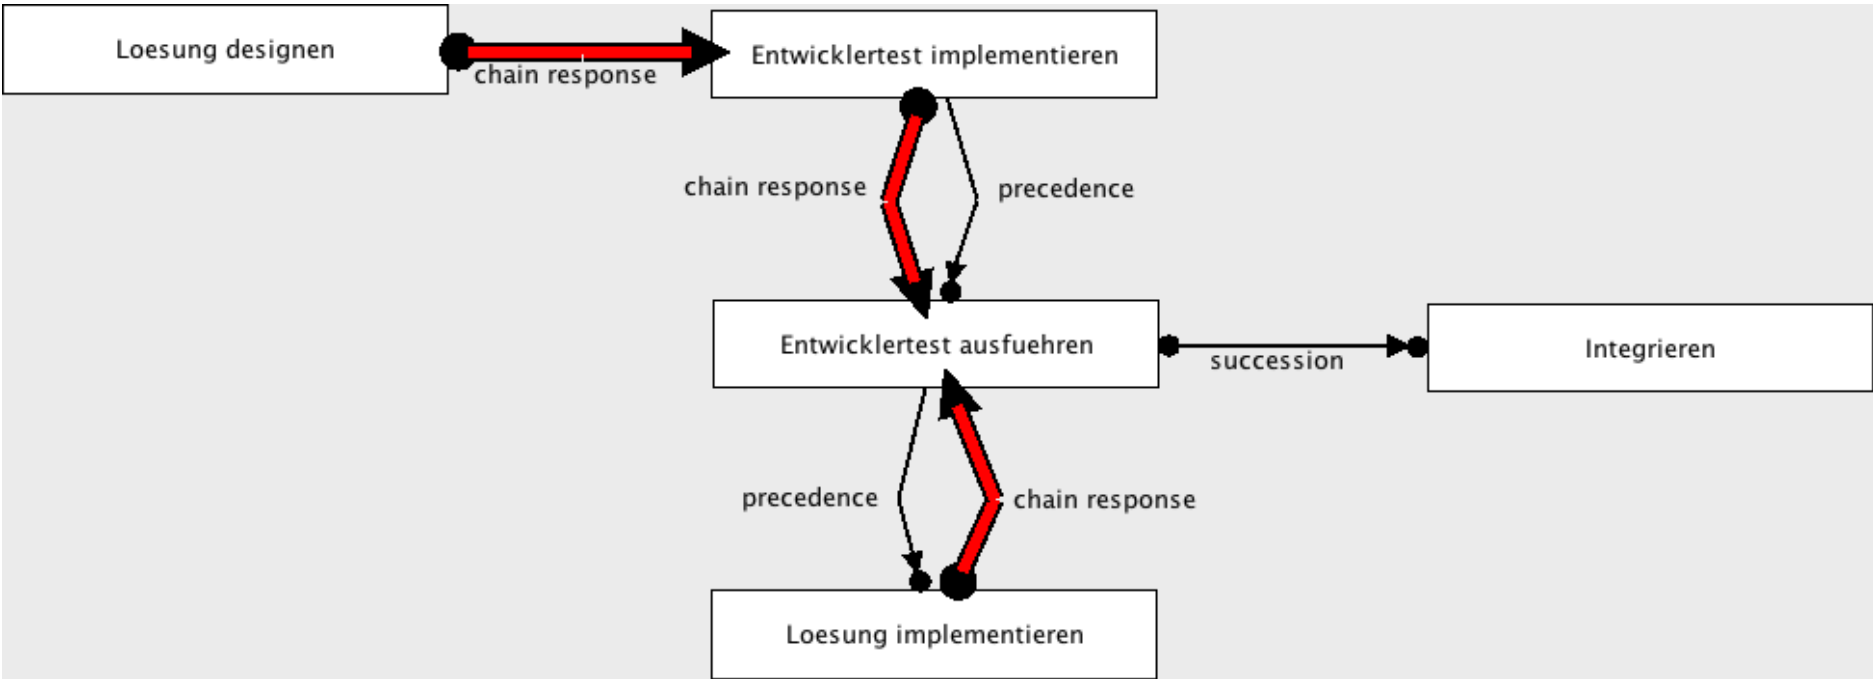 Loesung designen
chain response
Entwicklertest implementieren
chain response
precedence
Entwicklertest ausfuehren
succession
Integrieren
precedence
chain response
Loesung implementieren